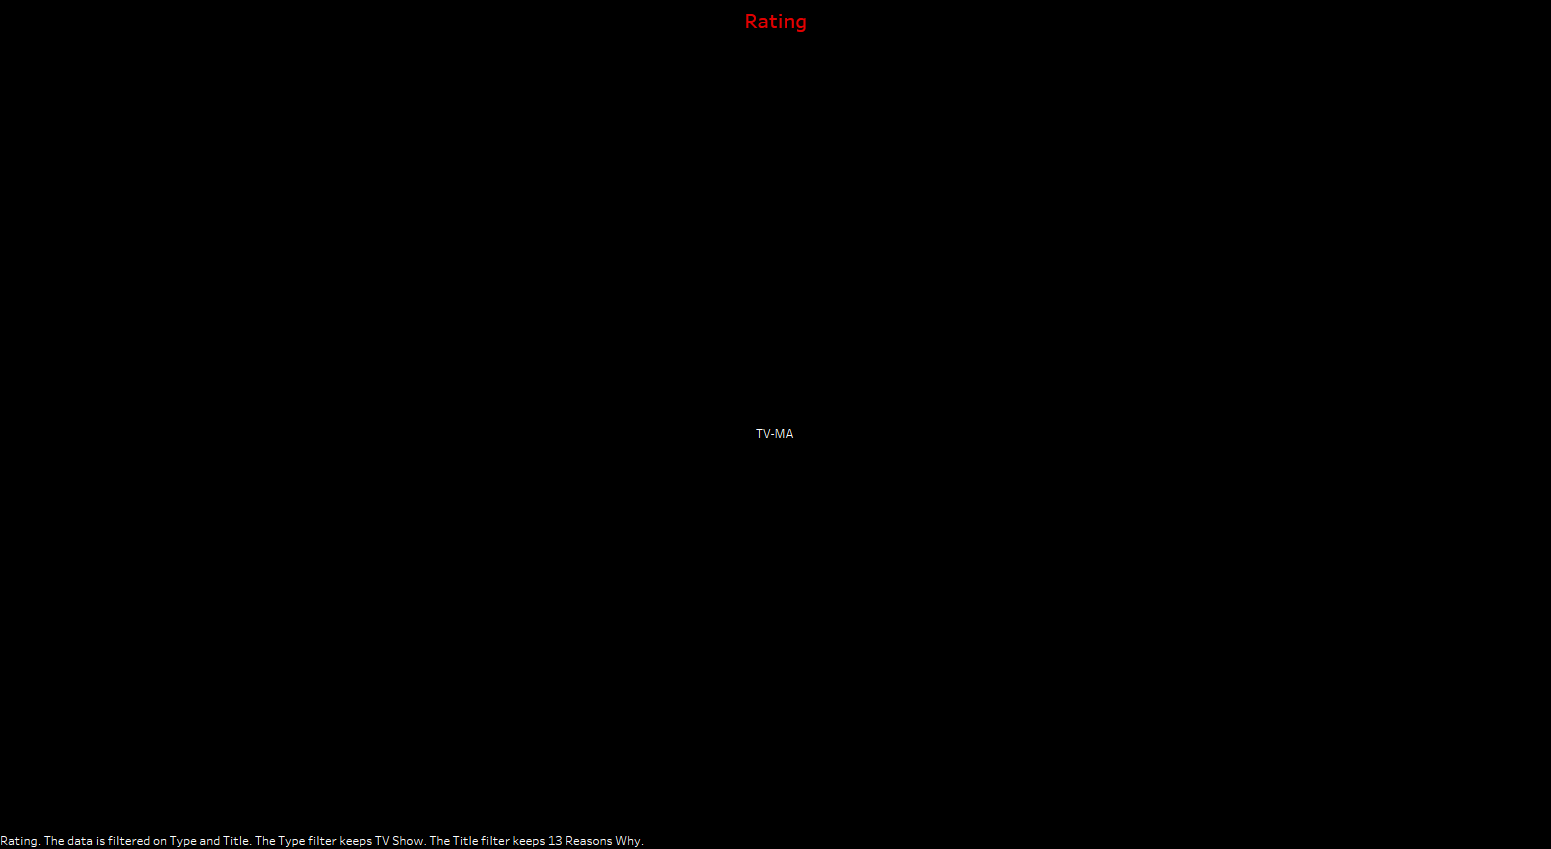 Rating
TV-MA
Rating. The data is filtered on Type and Title. The Type filter keeps TV Show. The Title filter keeps 13 Reasons Why.